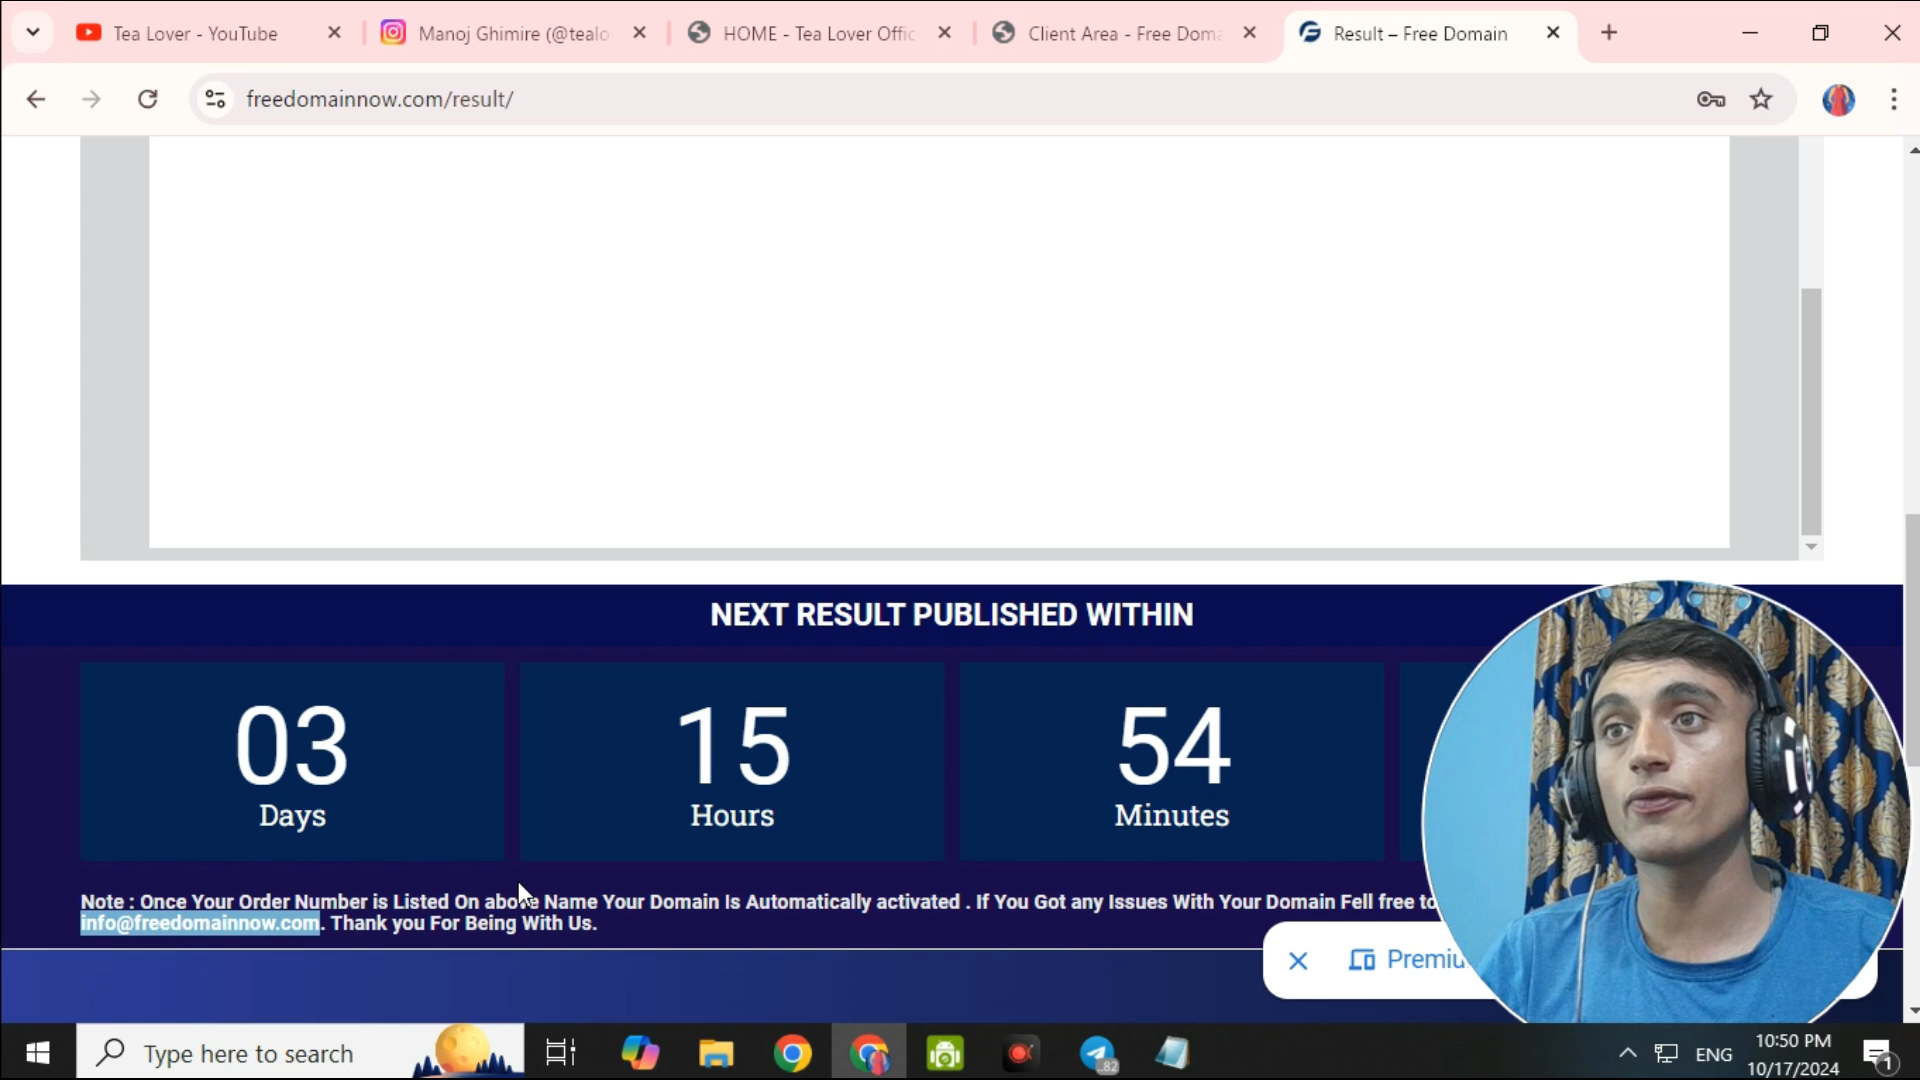 Tea Lover - YouTube
Manoj Ghimire (@tealo
HOME - Tea Lover Offic
Client Area - Free Doma
Result – Free Domain
freedomainnow.com/result/
NEXT RESULT PUBLISHED WITHIN
03
Days
15
Hours
54
Minutes
Note : Once Your Order Number is Listed On above Name Your Domain Is Automatically activated . If You Got any Issues With Your Domain Fell free to
info@freedomainnow.com. Thank you For Being With Us.
Premiu
Type here to search
82
ENG
10:50 PM
10/17/2024
1